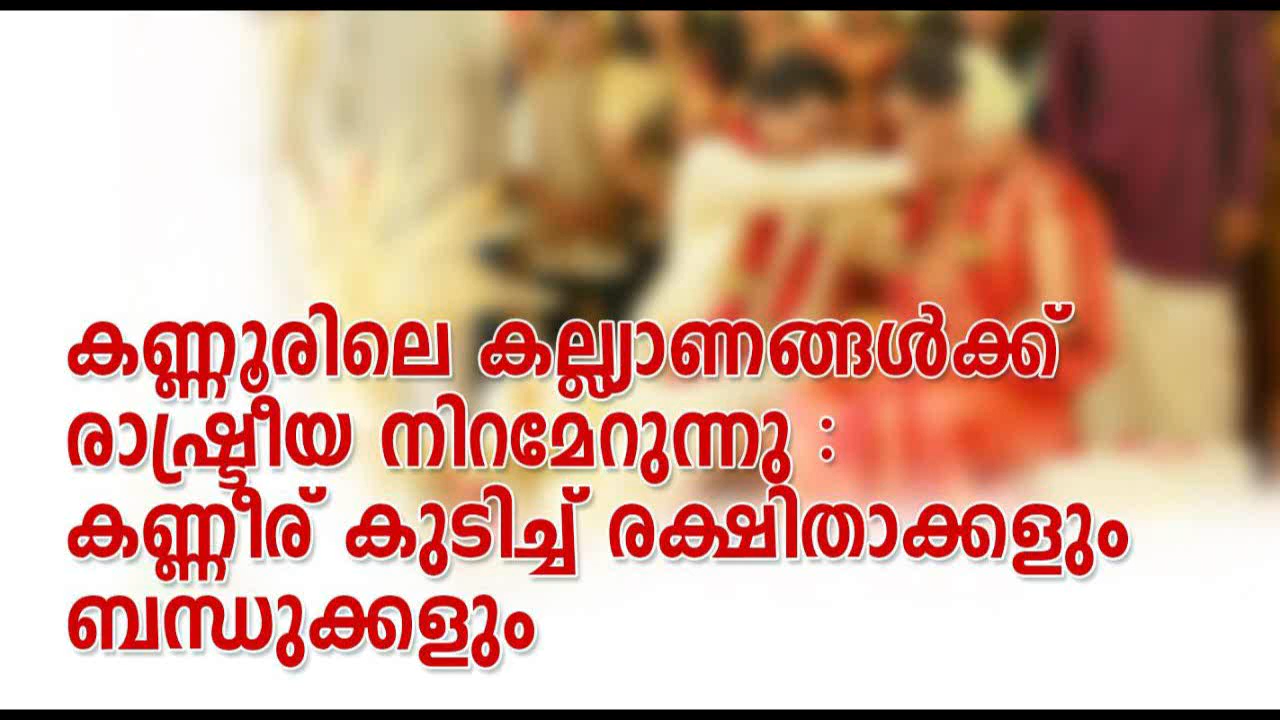 കണ്ണൂരിലെ കല്ല്യാണങ്ങൾക്ക്
രാഷ്ട്രീയ നിറമേറുന്നു :
കണ്ണീര് കുടിച്ച് രക്ഷിതാക്കളും
ബന്ധുക്കളും